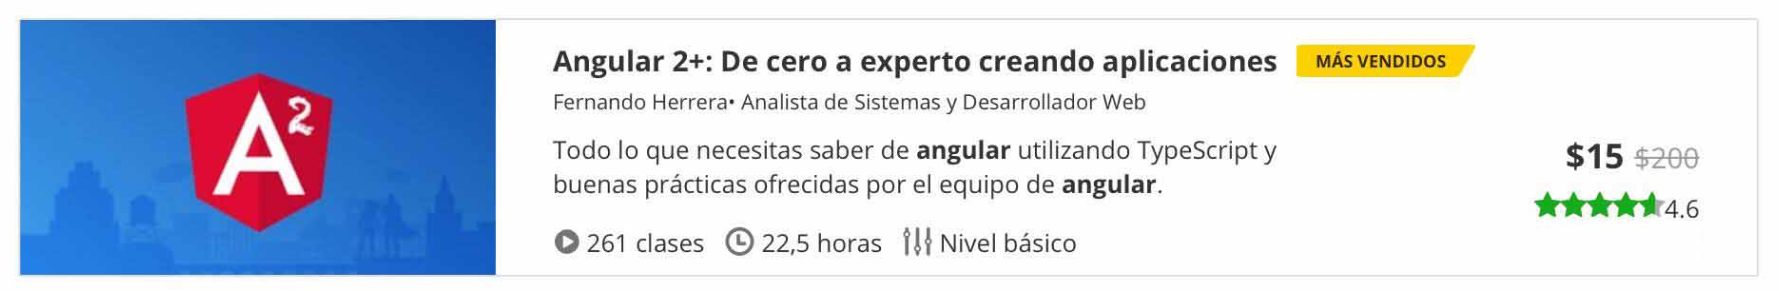 A2
Angular 2+: De cero a experto creando aplicaciones MÁS VENDIDOS
Fernando Herrera• Analista de Sistemas y Desarrollador Web
Todo lo que necesitas saber de angular utilizando TypeScript y
buenas prácticas ofrecidas por el equipo de angular.
$15 $200
4.6
261 clases 22,5 horas Nivel básico